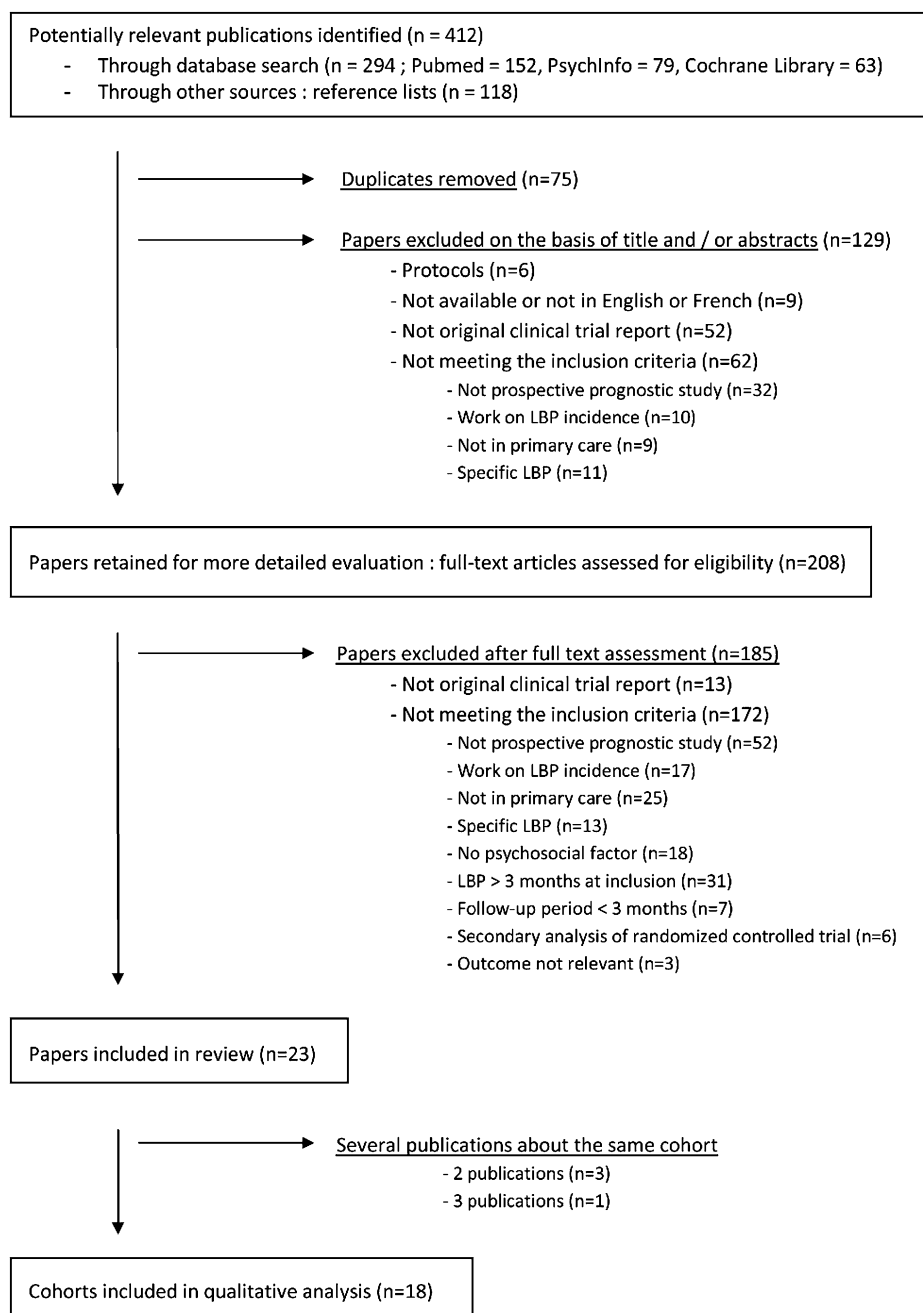 Potentially relevant publications identified (n = 412)
- Through database search (n = 294 ; Pubmed = 152, PsychInfo = 79, Cochrane Library = 63)
- Through other sources : reference lists (n = 118)
Duplicates removed (n=75)
Papers excluded on the basis of title and / or abstracts (n=129)
- Protocols (n=6)
- Not available or not in English or French (n=9)
- Not original clinical trial report (n=52)
- Not meeting the inclusion criteria (n=62)
- Not prospective prognostic study (n=32)
- Work on LBP incidence (n=10)
- Not in primary care (n=9)
- Specific LBP (n=11)
Papers retained for more detailed evaluation : full-text articles assessed for eligibility (n=208)
Papers excluded after full text assessment (n=185)
- Not original clinical trial report (n=13)
- Not meeting the inclusion criteria (n=172)
- Not prospective prognostic study (n=52)
- Work on LBP incidence (n=17)
- Not in primary care (n=25)
- Specific LBP (n=13)
- No psychosocial factor (n=18)
- LBP > 3 months at inclusion (n=31)
- Follow-up period < 3 months (n=7)
- Secondary analysis of randomized controlled trial (n=6)
- Outcome not relevant (n=3)
Papers included in review (n=23)
Several publications about the same cohort
- 2 publications (n=3)
- 3 publications (n=1)
Cohorts included in qualitative analysis (n=18)